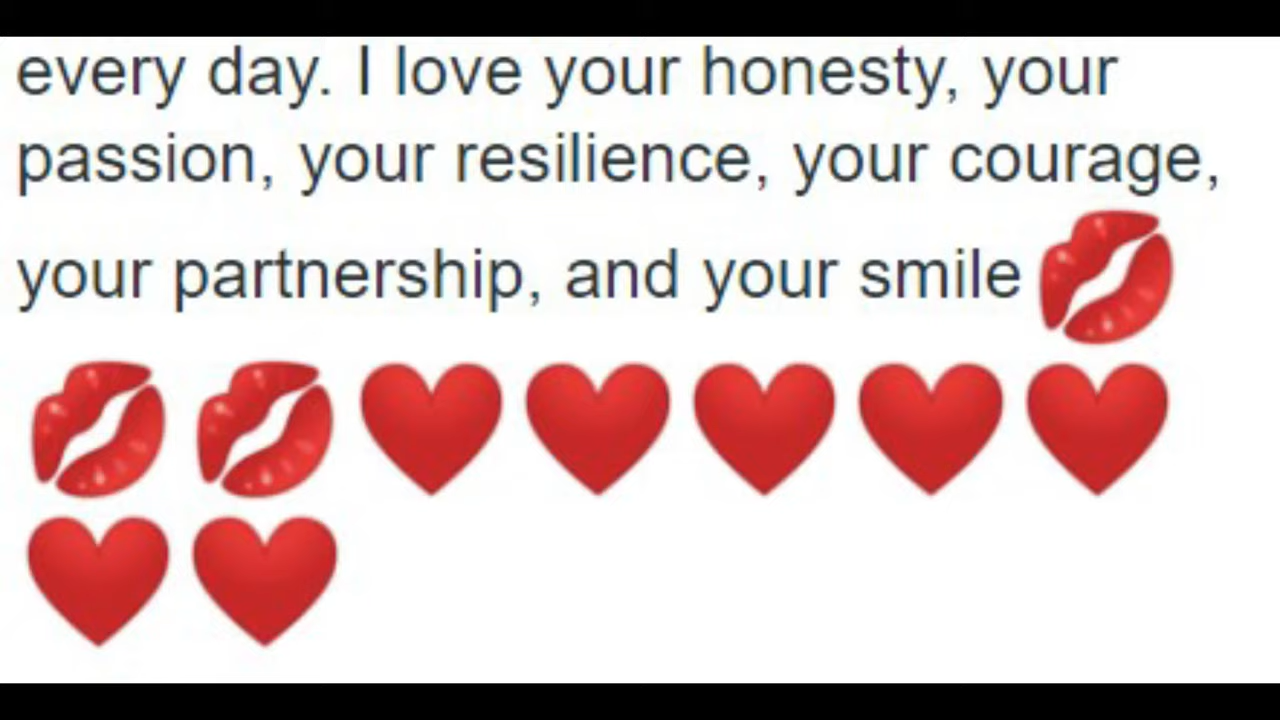 every day. I love your honesty, your
passion, your resilience, your courage,
your partnership, and your smile 💋
💋💋❤️❤️❤️❤️❤️
❤️❤️